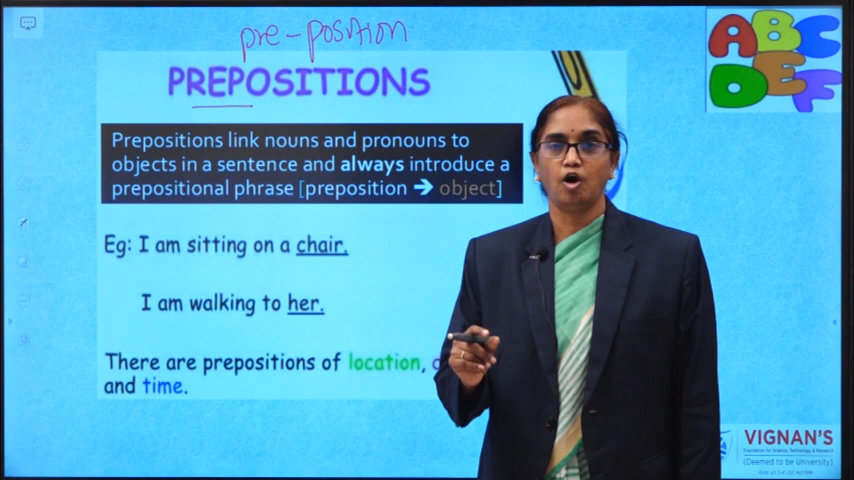 pre-position
PREPOSITIONS
ABC
DEF
Prepositions link nouns and pronouns to
objects in a sentence and always introduce a
prepositional phrase [preposition ➔ object]
Eg: I am sitting on a chair.
I am walking to her.
There are prepositions of location,
and time.
VIGNAN'S
Foundation for Science, Technology & Research
(Deemed to be University)